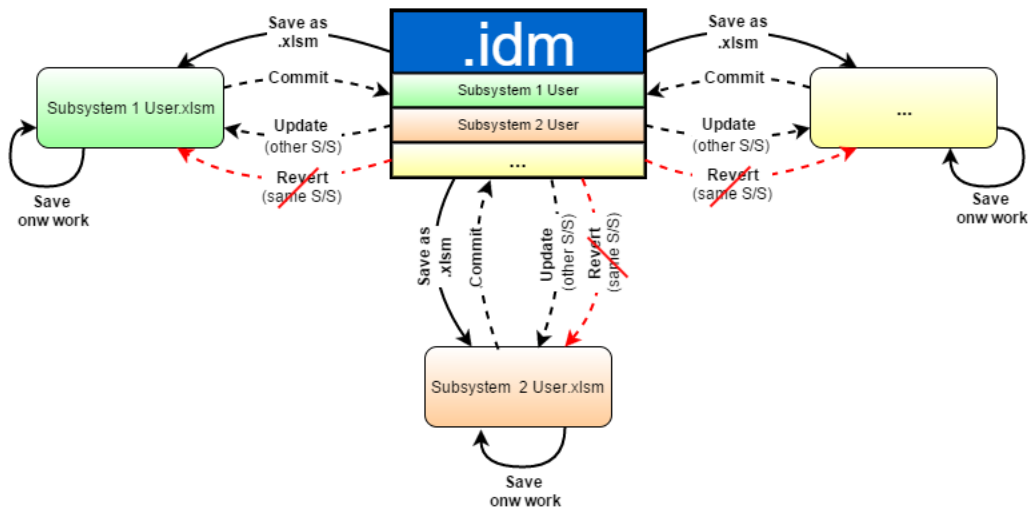 Save as
.xlsm
.idm
Save as
.xlsm
Commit
Subsystem 1 User.xlsm
Update
(other S/S)
Revert
(same S/S)
Save
onw work
Subsystem 1 User
Subsystem 2 User
...
Commit
...
Update
(other S/S)
Revert
(same S/S)
Save
onw work
Save as
.xlsm
Commit
Update
(other S/S)
Revert
(same S/S)
Subsystem 2 User.xlsm
Save
onw work